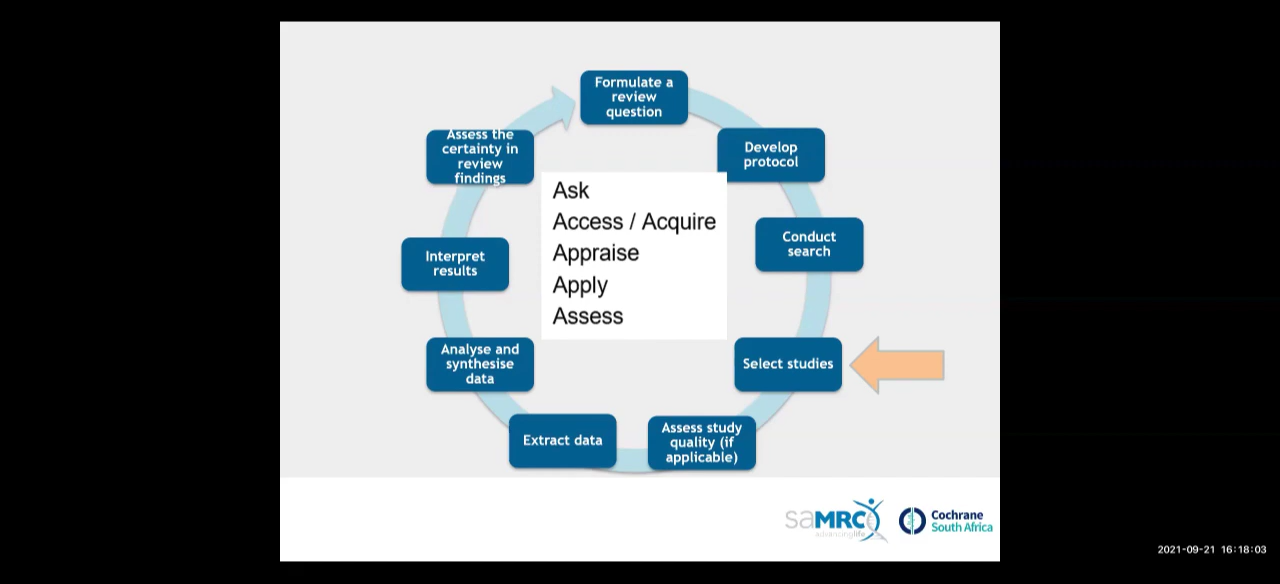 Formulate a
review
question
Develop
protocol
Conduct
search
Select studies
Assess study
quality (if
applicable)
Extract data
Analyse and
synthesise
data
Interpret
results
Assess the
certainty in
review
findings
Ask
Access / Acquire
Appraise
Apply
Assess
saMRC
advancinglife
Cochrane
South Africa
2021-09-21 16:18:03